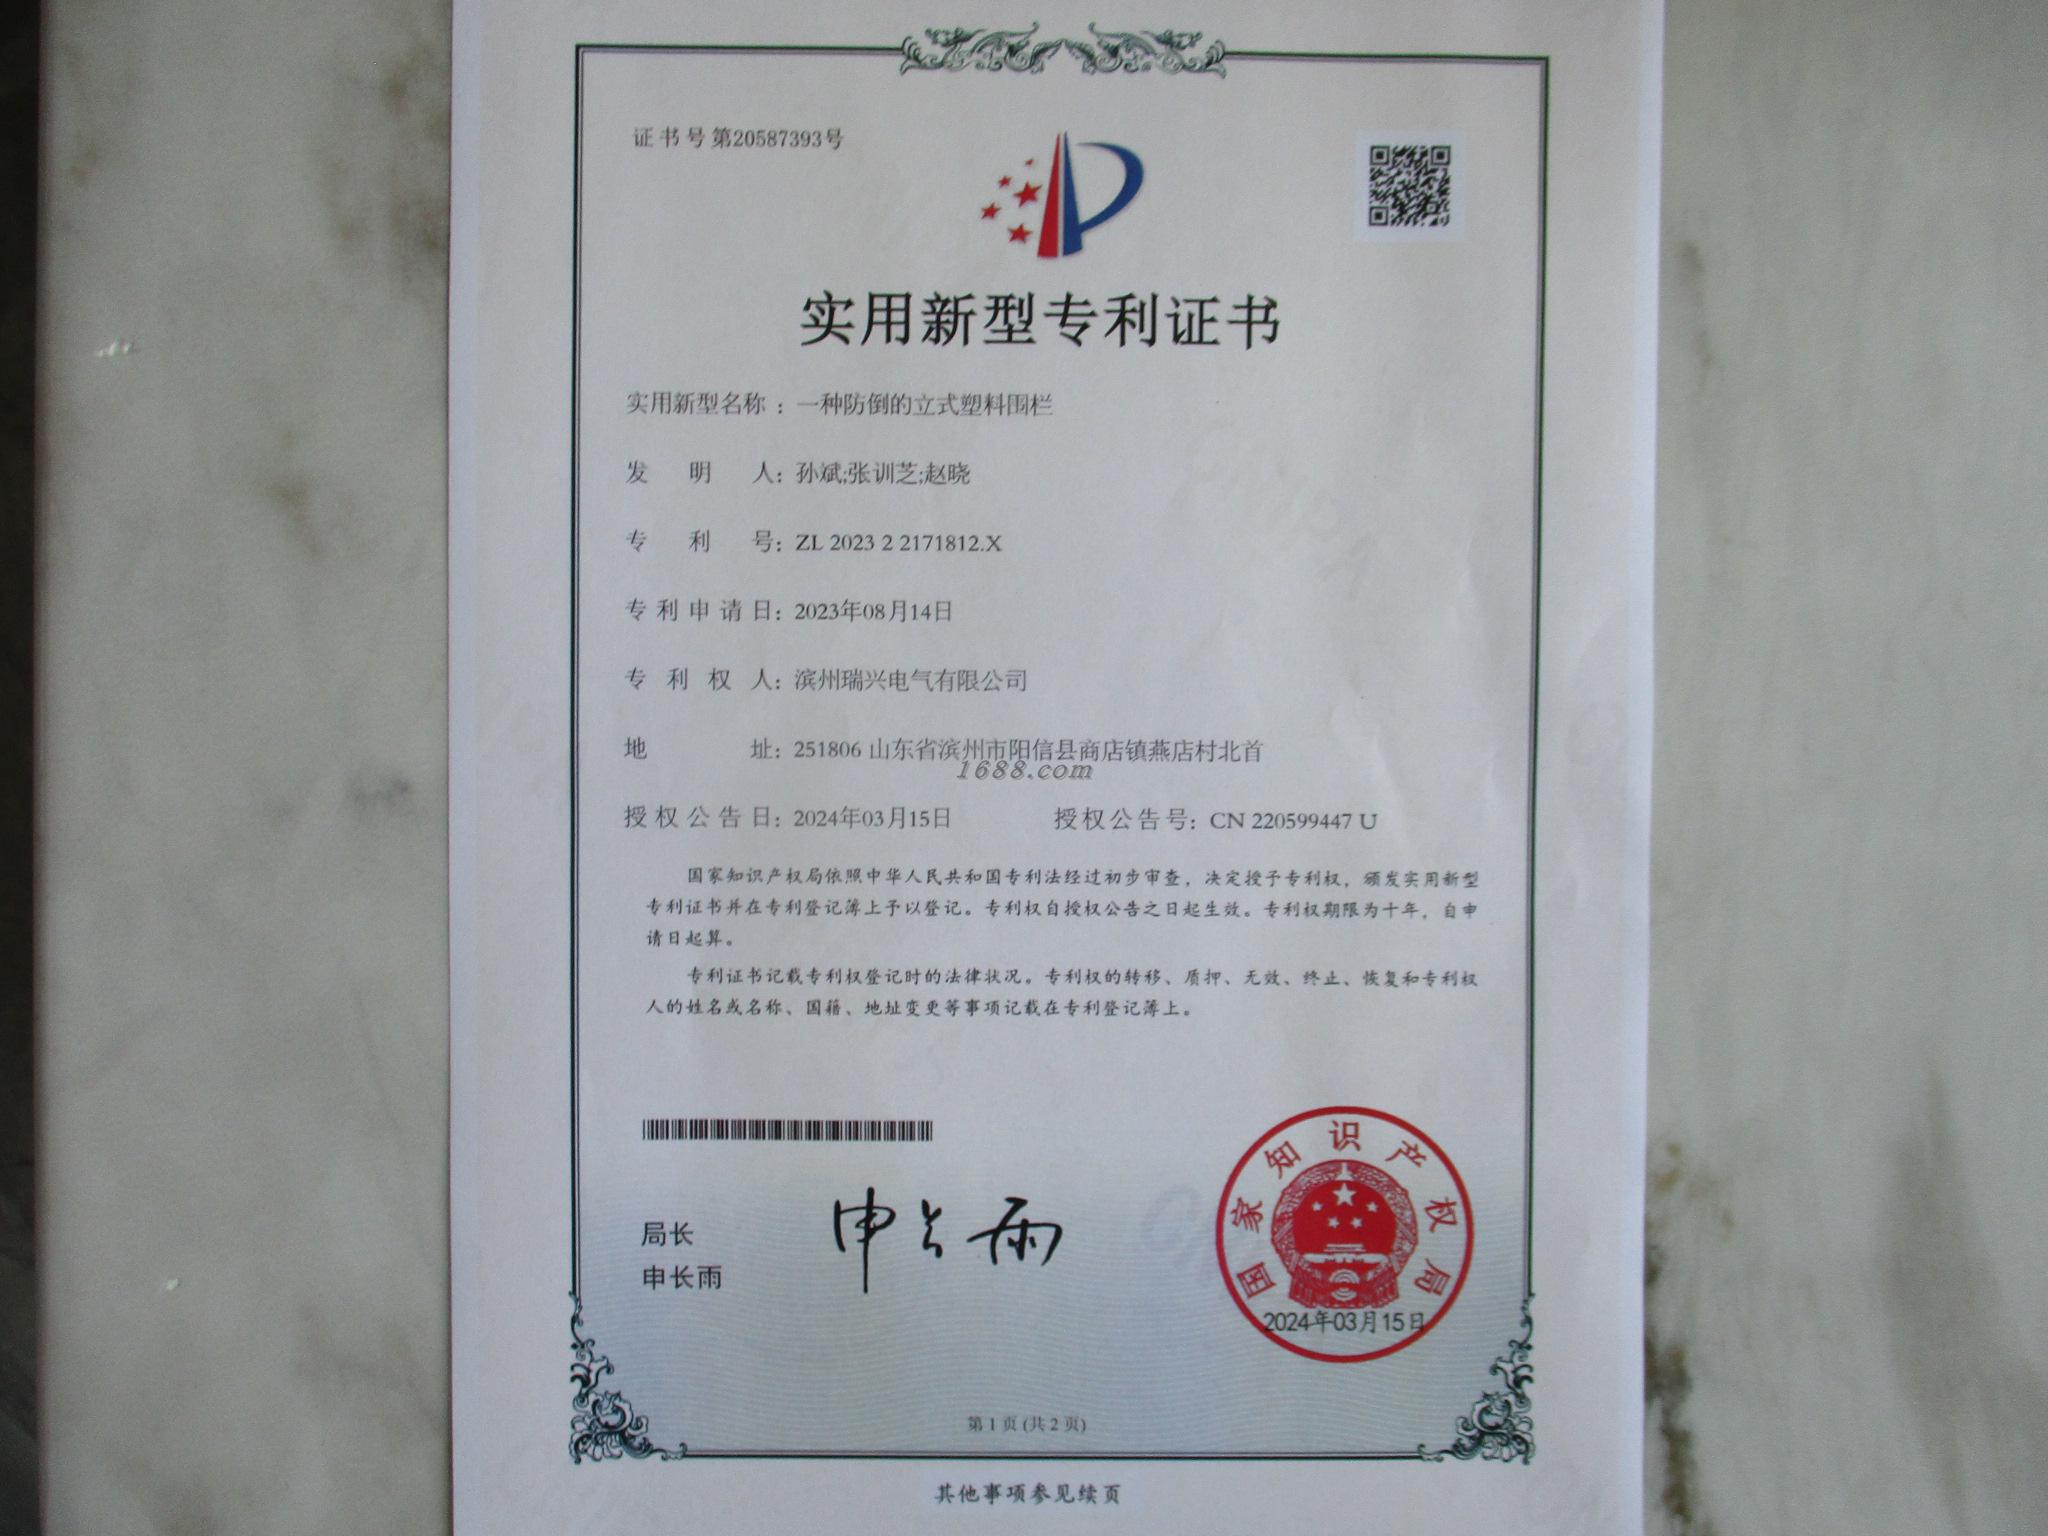 证书号第20587393号
实用新型专利证书
实用新型名称：一种防倒的立式塑料围栏
发明人：孙斌;张训芝;赵晓
专利号：ZL 2023 2 2171812.X
专利申请日：2023年08月14日
专利权人：滨州瑞兴电气有限公司
地址：251806 山东省滨州市阳信县商店镇燕店村北首
1688.com
授权公告日：2024年03月15日 授权公告号：CN 220599447 U
国家知识产权局依照中华人民共和国专利法经过初步审查，决定授予专利权，颁发实用新型
专利证书并在专利登记簿上予以登记。专利权自授权公告之日起生效。专利权期限为十年，自申
请日起算。
专利证书记载专利权登记时的法律状况。专利权的转移、质押、无效、终止、恢复和专利权
人的姓名或名称、国籍、地址变更等事项记载在专利登记簿上。
局长
申长雨
申长雨
国家知识产权局
2024年03月15日
第 1 页 (共 2 页)
其他事项参见续页